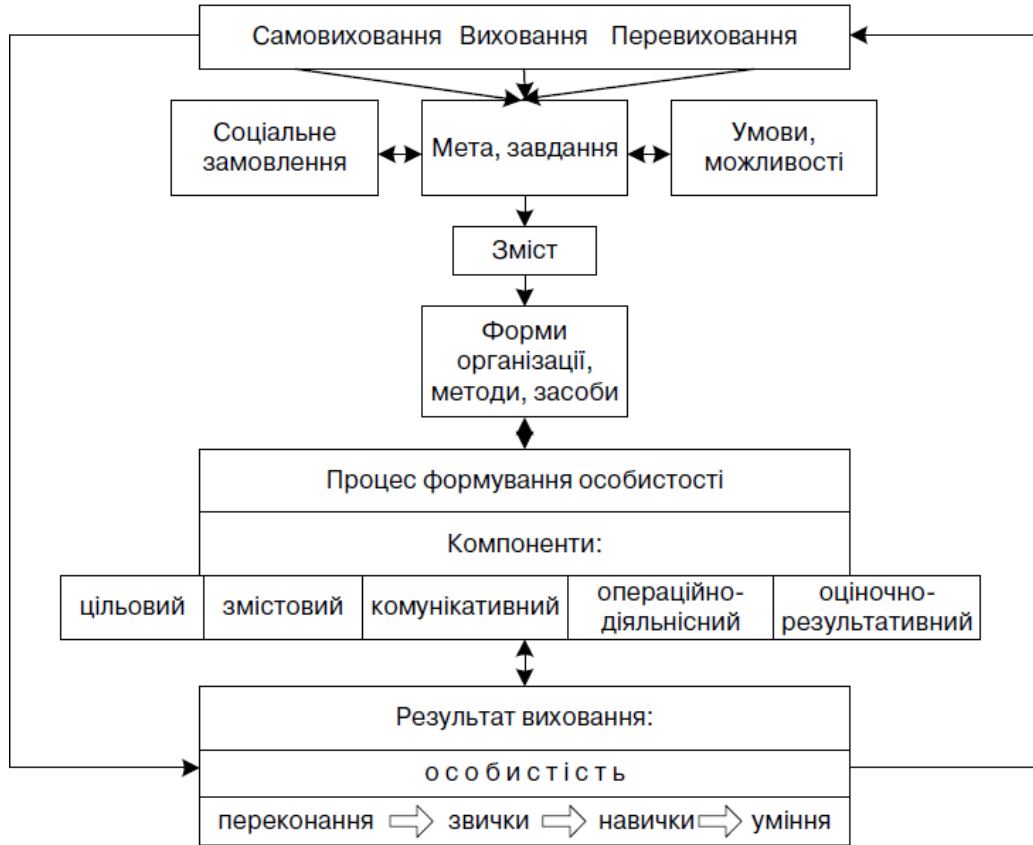 Самовиховання Виховання Перевиховання
Соціальне
замовлення
Мета, завдання
Умови,
можливості
Зміст
Форми
організації,
методи, засоби
Процес формування особистості
Компоненти:
цільовий
змістовий
комунікативний
операційно-
діяльнісний
оціночно-
результативний
Результат виховання:
о с о б и с т і с т ь
переконання звички навички уміння